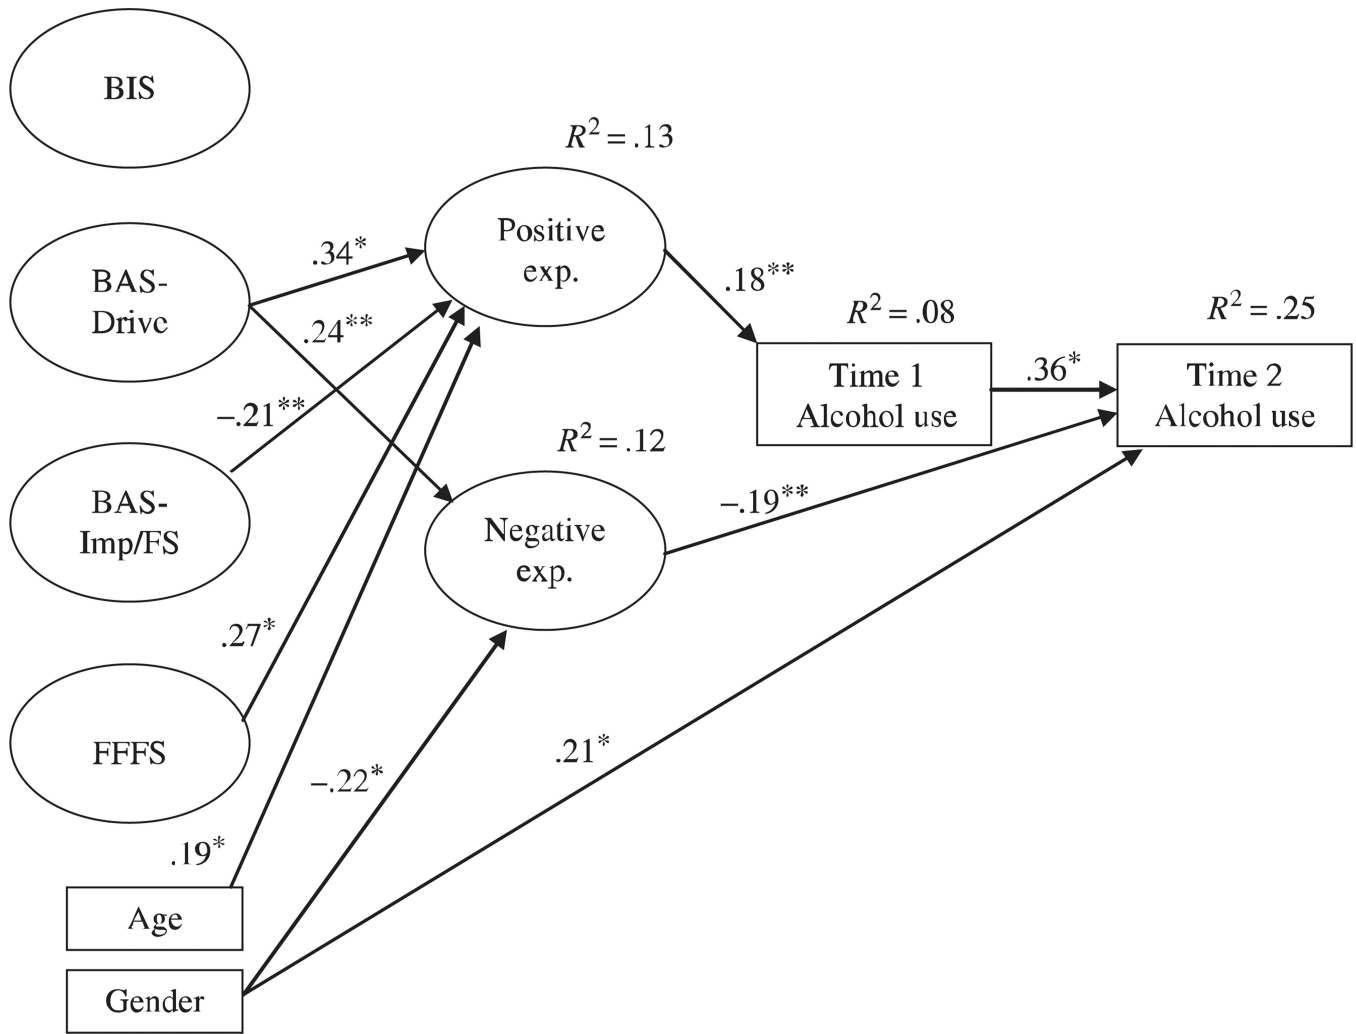 BIS
R² = .13
Positive
exp.
.34*
BAS-
Drivc
.24**
.18**
R² = .08
R² = .25
Time 1
Alcohol use
.36*
Time 2
Alcohol use
–.21**
R² = .12
BAS-
Imp/FS
Negative
exp.
–.19**
.27*
FFFS
–.22*
.21*
.19*
Age
Gender